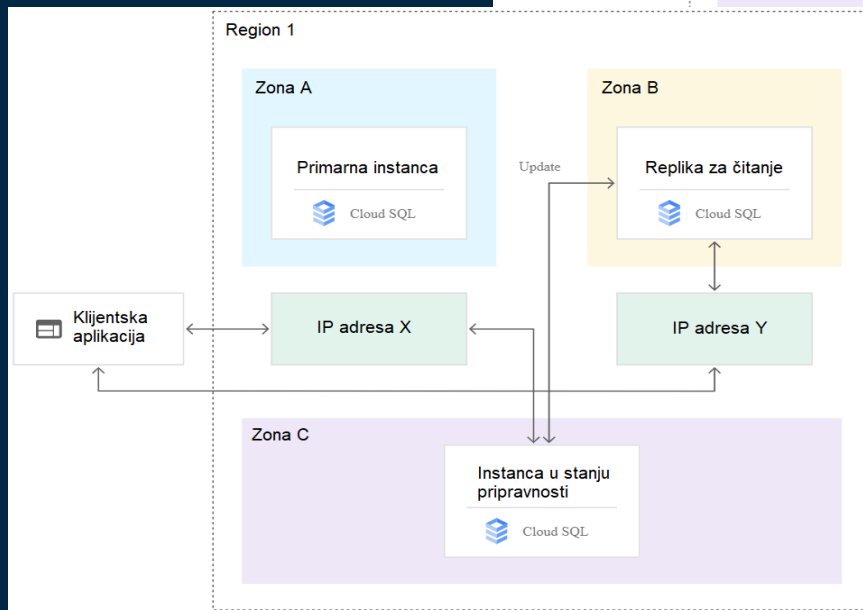 Region 1
Zona A
Zona B
Primarna instanca
Cloud SQL
Update
Replika za čitanje
Cloud SQL
Klijentska
aplikacija
IP adresa X
IP adresa Y
Zona C
Instanca u stanju
pripravnosti
Cloud SQL